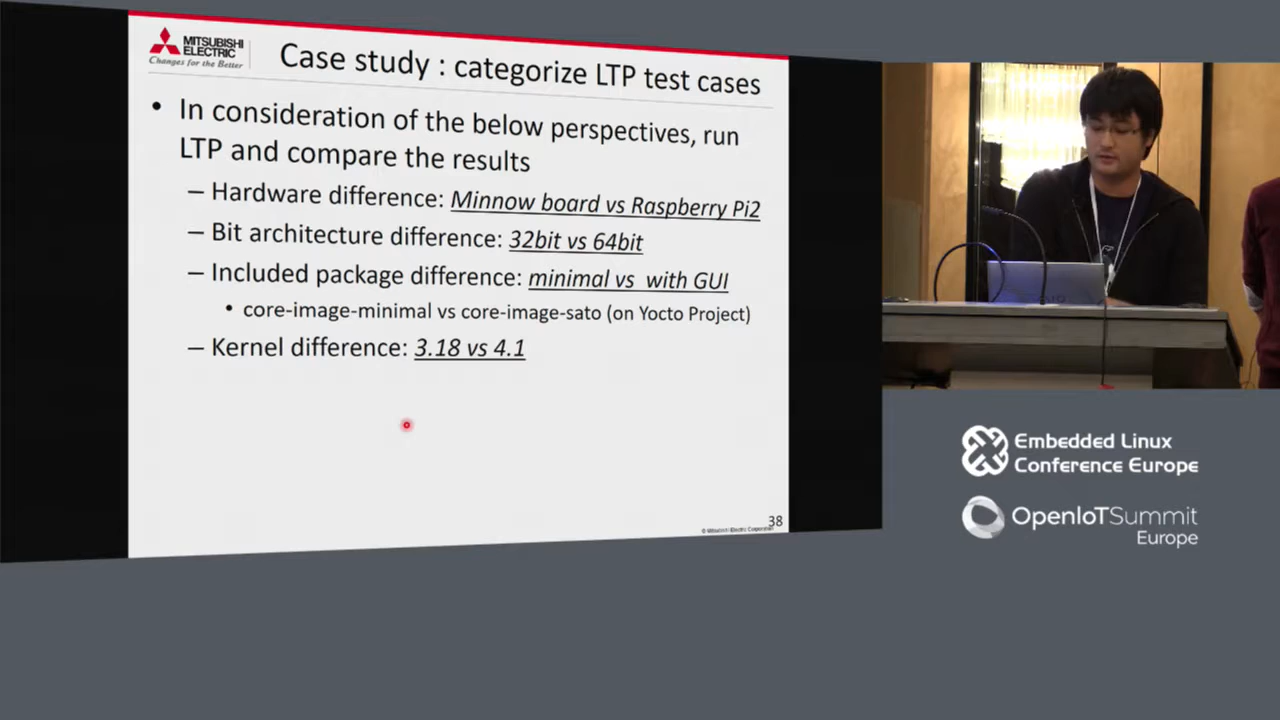 MITSUBISHI
ELECTRIC
Changes for the Better
Case study : categorize LTP test cases
• In consideration of the below perspectives, run
LTP and compare the results
– Hardware difference: Minnow board vs Raspberry Pi2
– Bit architecture difference: 32bit vs 64bit
– Included package difference: minimal vs with GUI
• core-image-minimal vs core-image-sato (on Yocto Project)
– Kernel difference: 3.18 vs 4.1
38
© Mitsubishi Electric Corporation
Embedded Linux
Conference Europe
OpenIoTSummit
Europe